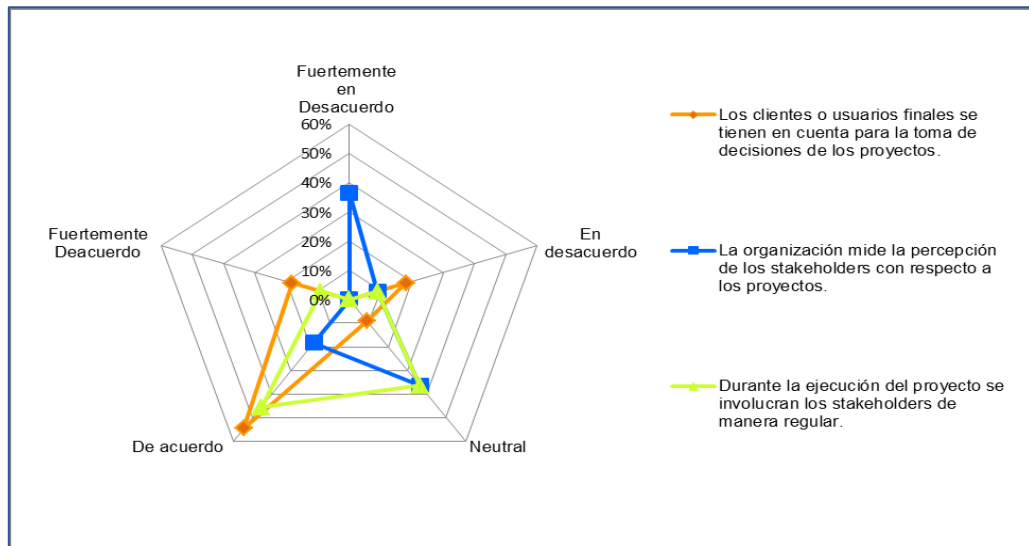 Fuertemente
en
Desacuerdo
60%
50%
40%
30%
20%
10%
0%
En
desacuerdo
Neutral
De acuerdo
Fuertemente
Deacuerdo
Los clientes o usuarios finales se
tienen en cuenta para la toma de
decisiones de los proyectos.
La organización mide la percepción
de los stakeholders con respecto a
los proyectos.
Durante la ejecución del proyecto se
involucran los stakeholders de
manera regular.